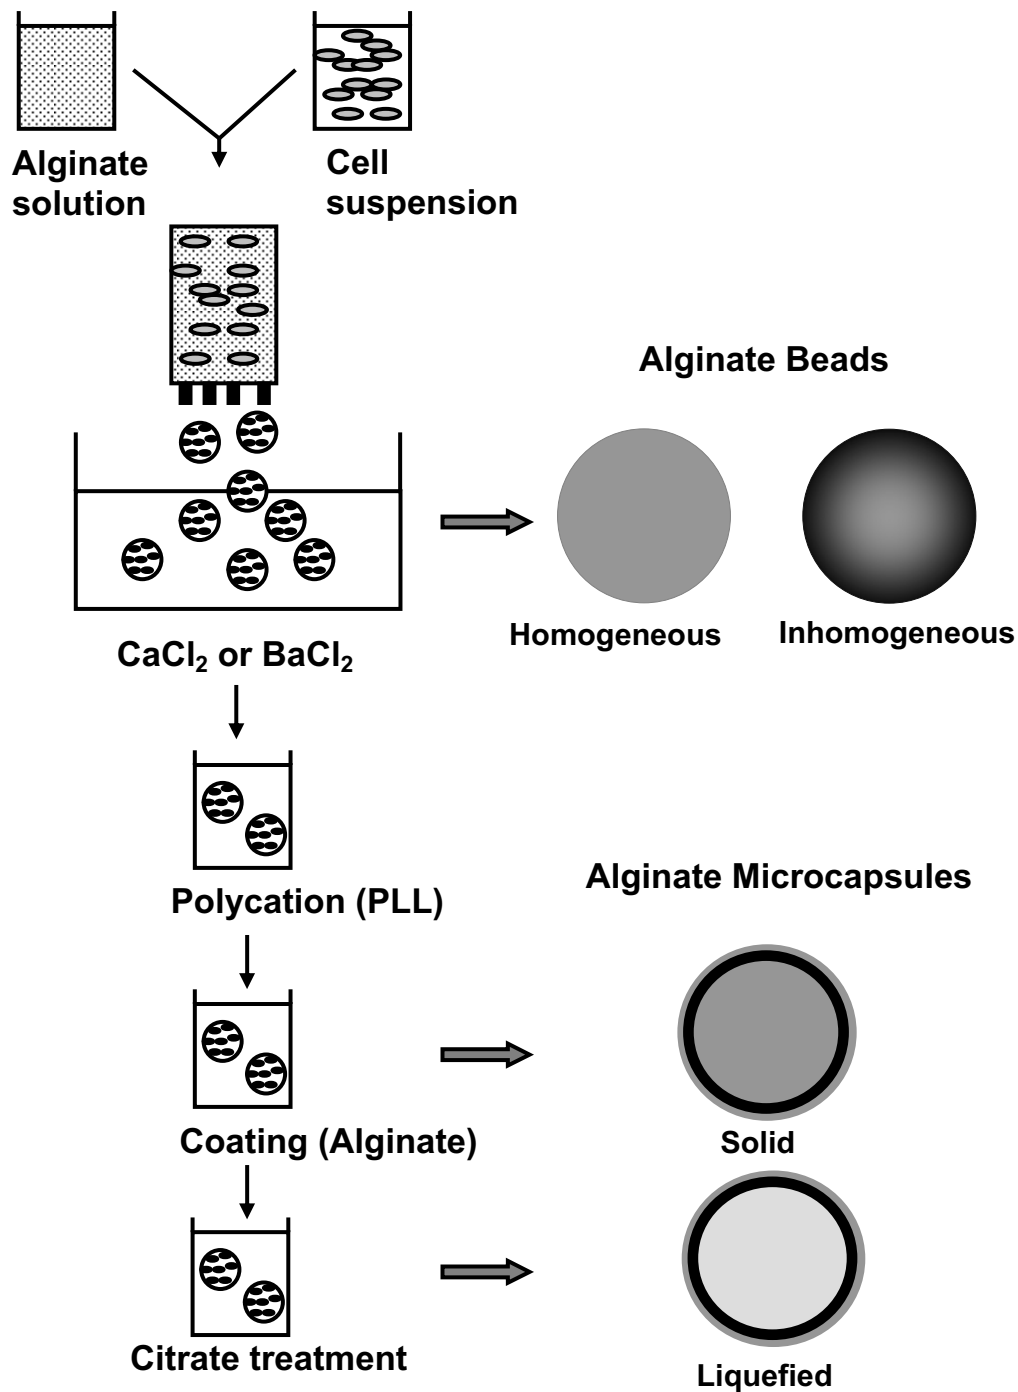 Alginate
solution
Cell
suspension
Alginate Beads
Homogeneous
Inhomogeneous
CaCl₂ or BaCl₂
Polycation (PLL)
Alginate Microcapsules
Coating (Alginate)
Solid
Citrate treatment
Liquefied